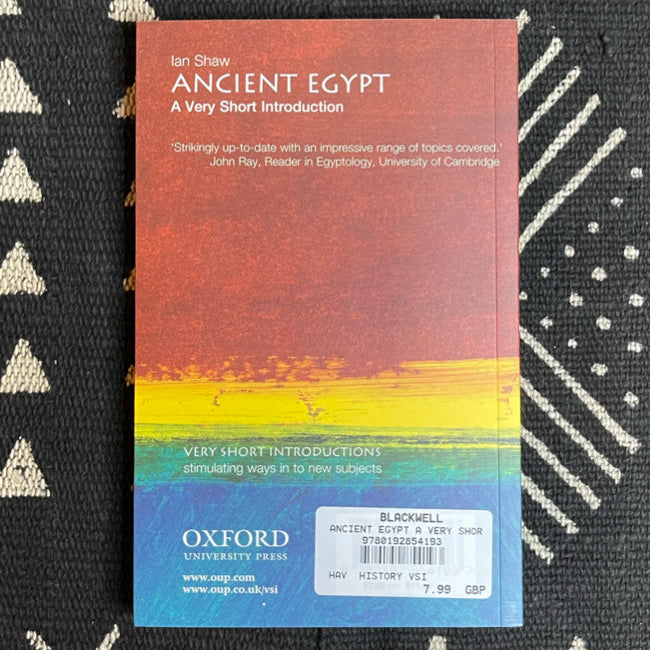 Ian Shaw
ANCIENT EGYPT
A Very Short Introduction
'Strikingly up-to-date with an impressive range of topics covered.'
John Ray, Reader in Egyptology, University of Cambridge
VERY SHORT INTRODUCTIONS
stimulating ways in to new subjects
OXFORD
UNIVERSITY PRESS
www.oup.com
www.oup.co.uk/vsi
BLACKWELL
ANCIENT EGYPT A VERY SHOR
9780192854193
HAV HISTORY VSI
7.99 GBP